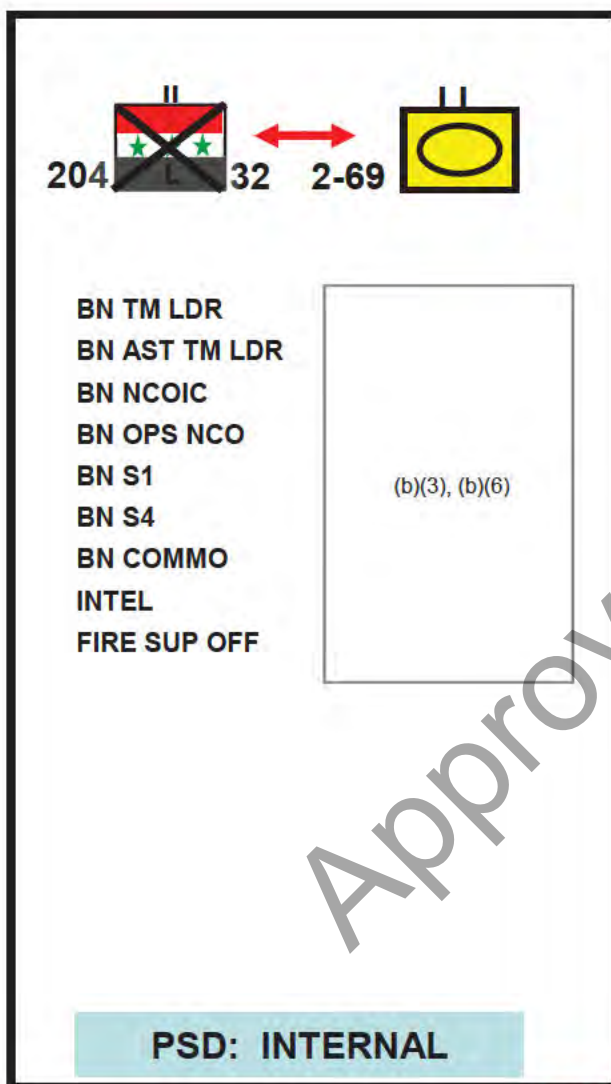 II
II
204
L
32
2-69
BN TM LDR
BN AST TM LDR
BN NCOIC
BN OPS NCO
BN S1
BN S4
BN COMMO
INTEL
FIRE SUP OFF
(b)(3), (b)(6)
Approv
PSD: INTERNAL